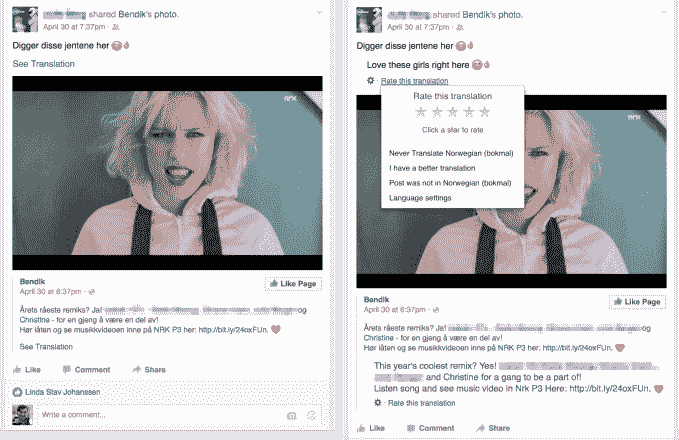 shared Bendik's photo.
April 30 at 7:37pm ·
Digger disse jentene her
See Translation
nrk
Bendik
April 30 at 6:37pm ·
Like Page
Årets råeste remiks? Ja! og
Christine - for en gjeng å være en del av!
Hør låten og se musikkvideoen inne på NRK P3 her: http://bit.ly/24oxFUn.
See Translation
Like Comment Share
Linda Stav Johanssen
Write a comment...
shared Bendik's photo.
April 30 at 7:37pm ·
Digger disse jentene her
Love these girls right here
· Rate this translation
Rate this translation
Click a star to rate
Never Translate Norwegian (bokmal)
I have a better translation
Post was not in Norwegian (bokmal)
Language settings
nrk
Bendik
April 30 at 6:37pm ·
Like Page
Årets råeste remiks? Ja! og
Christine - for en gjeng å være en del av!
Hør låten og se musikkvideoen inne på NRK P3 her: http://bit.ly/24oxFUn.
This year's coolest remix? Yes!
and Christine for a gang to be a part of!
Listen song and see music video in Nrk P3 Here: http://bit.ly/24oxFUn.
· Rate this translation
Like Comment Share